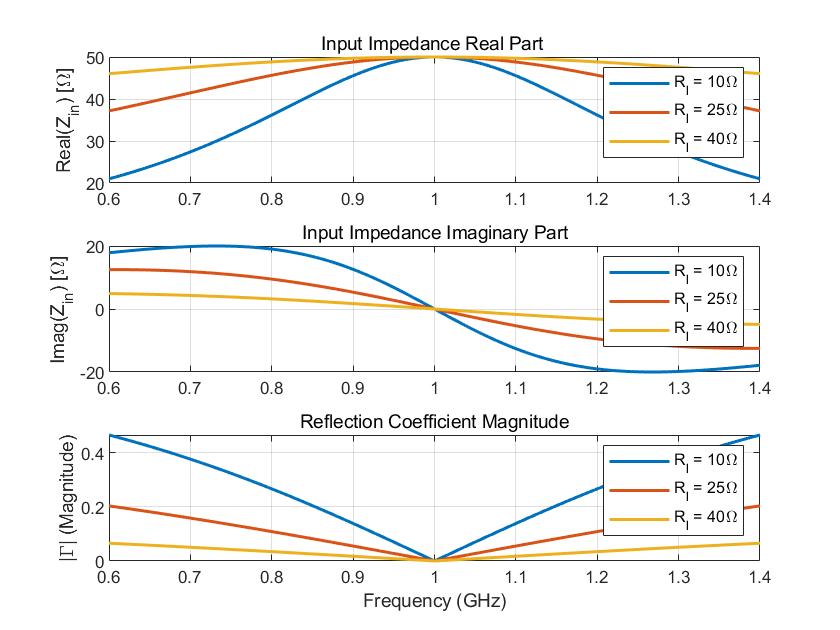 Input Impedance Real Part
Real(Z_in) [Ω]
50
40
30
20
0.6 0.7 0.8 0.9 1 1.1 1.2 1.3 1.4
R_l = 10Ω
R_l = 25Ω
R_l = 40Ω
Input Impedance Imaginary Part
Imag(Z_in) [Ω]
20
0
-20
0.6 0.7 0.8 0.9 1 1.1 1.2 1.3 1.4
R_l = 10Ω
R_l = 25Ω
R_l = 40Ω
Reflection Coefficient Magnitude
|Γ| (Magnitude)
0.4
0.2
0
0.6 0.7 0.8 0.9 1 1.1 1.2 1.3 1.4
R_l = 10Ω
R_l = 25Ω
R_l = 40Ω
Frequency (GHz)